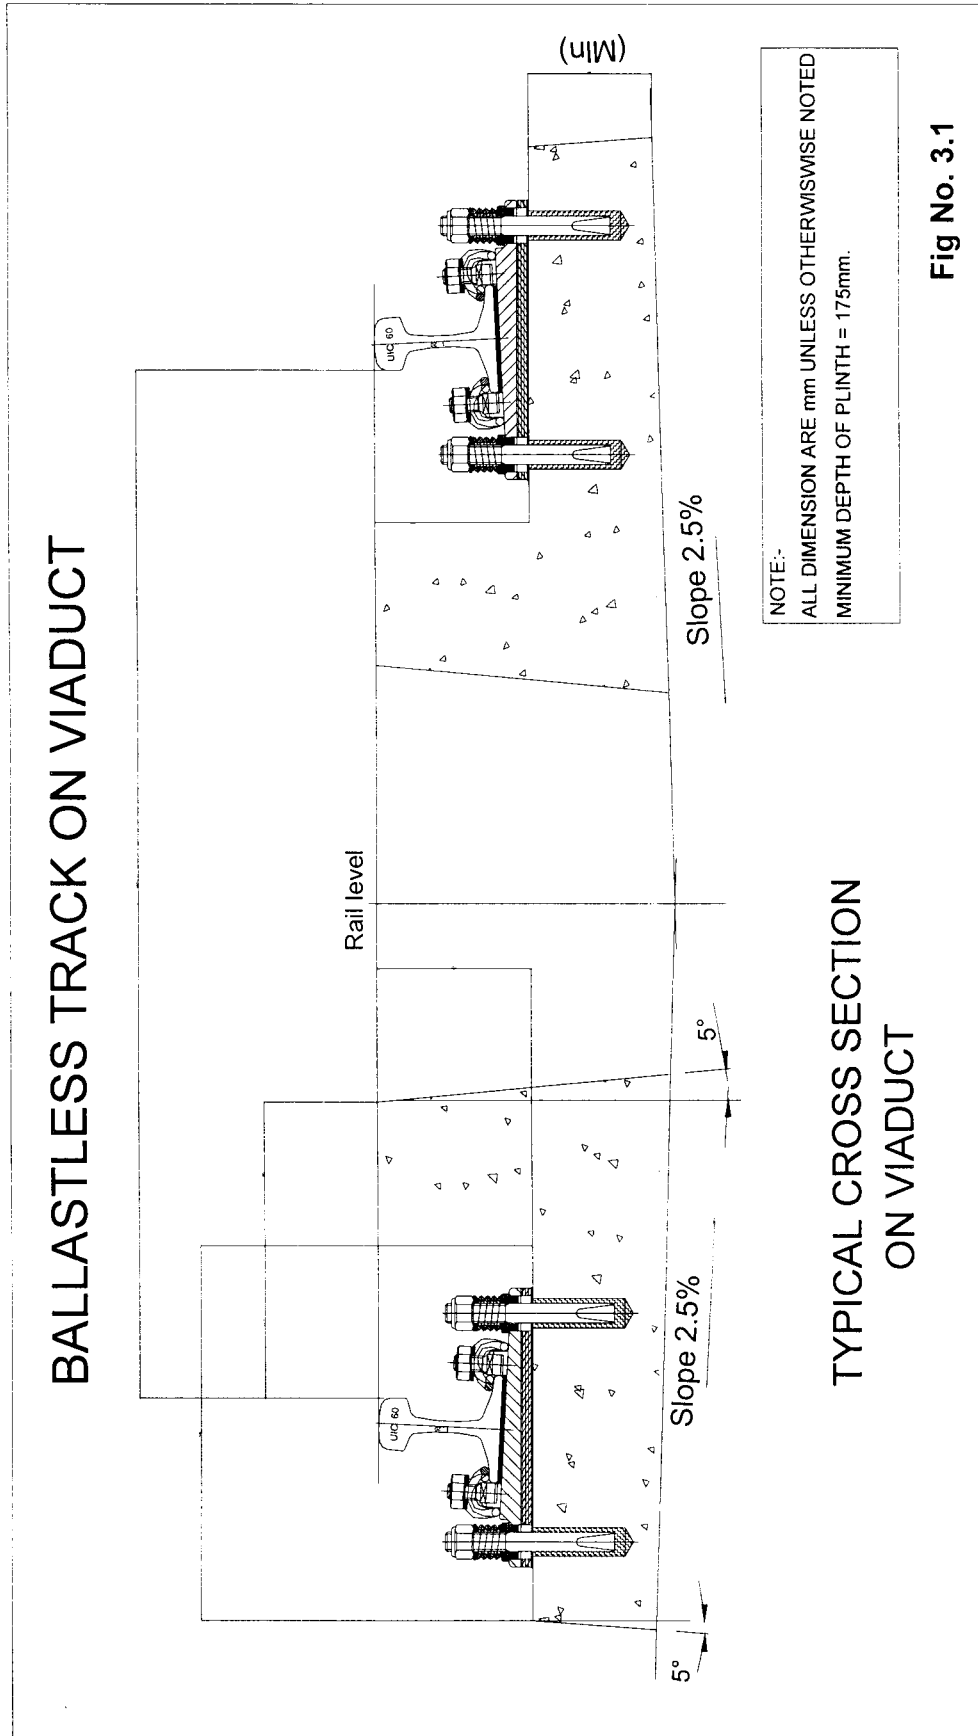 BALLASTLESS TRACK ON VIADUCT
Rail level
UIC 60
UIC 60
(MIn)
5°
Slope 2.5%
5°
Slope 2.5%
TYPICAL CROSS SECTION
ON VIADUCT
NOTE:-
ALL DIMENSION ARE mm UNLESS OTHERWISWISE NOTED
MINIMUM DEPTH OF PLINTH = 175mm.
Fig No. 3.1